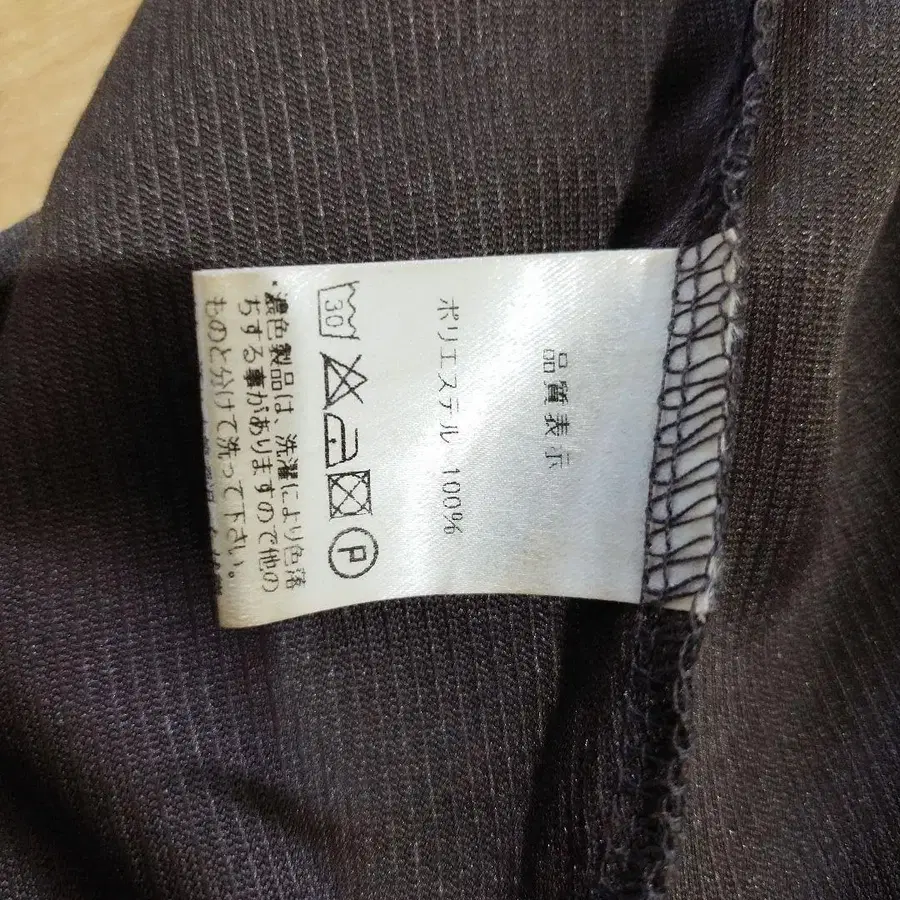 品質表示
ポリエステル 100%
30
P
・濃色製品は、洗濯により色落
ちする事がありますので他の
ものと分けて洗って下さい。